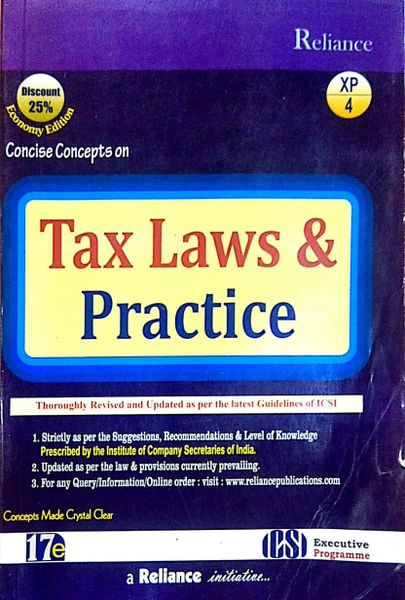 Reliance
Discount
25%
Economy Edition
XP
4
Concise Concepts on
Tax Laws &
Practice
Thoroughly Revised and Updated as per the latest Guidelines of ICSI
1. Strictly as per the Suggestions, Recommendations & Level of Knowledge
Prescribed by the Institute of Company Secretaries of India.
2. Updated as per the law & provisions currently prevailing.
3. For any Query/Information/Online order : visit : www.reliancepublications.com
Concepts Made Crystal Clear
17e
ICSI
Executive
Programme
a Reliance initiative...